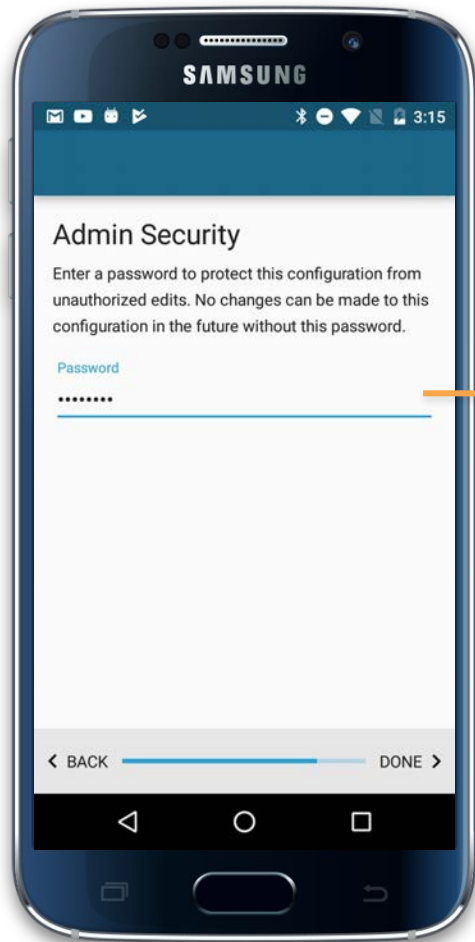 SAMSUNG
3:15
Admin Security
Enter a password to protect this configuration from
unauthorized edits. No changes can be made to this
configuration in the future without this password.
Password
••••••••
BACK
DONE